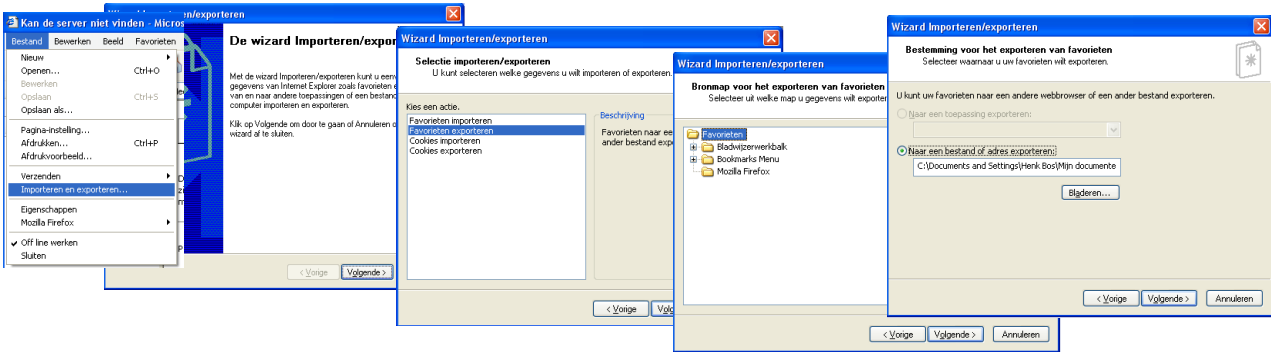 Kan de server niet vinden - Micros
Bestand Bewerken Beeld Favorieten
Nieuw
Openen... Ctrl+O
Bewerken
Opslaan Ctrl+S
Opslaan als...
Pagina-instelling...
Afdrukken... Ctrl+P
Afdrukvoorbeeld...
Verzenden
Importeren en exporteren...
Eigenschappen
Mozilla Firefox
Off line werken
Sluiten
Wizard Importeren/exporteren
De wizard Importeren/expor
Met de wizard Importeren/exporteren kunt u eenv
gegevens van Internet Explorer zoals favorieten e
van en naar andere toepassingen of een bestand
computer importeren en exporteren.
Klik op Volgende om door te gaan of Annuleren o
wizard af te sluiten.
< Vorige Volgende >
Wizard Importeren/exporteren
Selectie importeren/exporteren
U kunt selecteren welke gegevens u wilt importeren of exporteren.
Kies een actie.
Favorieten importeren
Favorieten exporteren
Cookies importeren
Cookies exporteren
Beschrijving
Favorieten naar ee
ander bestand expo
< Vorige Volg
Wizard Importeren/exporteren
Bronmap voor het exporteren van favorieten
Selecteer uit welke map u gegevens wilt exporter
Favorieten
Bladwijzerwerkbalk
Bookmarks Menu
Mozilla Firefox
< Vorige Volgende > Annuleren
Wizard Importeren/exporteren
Bestemming voor het exporteren van favorieten
Selecteer waarnaar u uw favorieten wilt exporteren.
U kunt uw favorieten naar een andere webbrowser of een ander bestand exporteren.
Naar een toepassing exporteren:
Naar een bestand of adres exporteren:
C:\Documents and Settings\Henk Bos\Mijn documente
Bladeren...
< Vorige Volgende > Annuleren